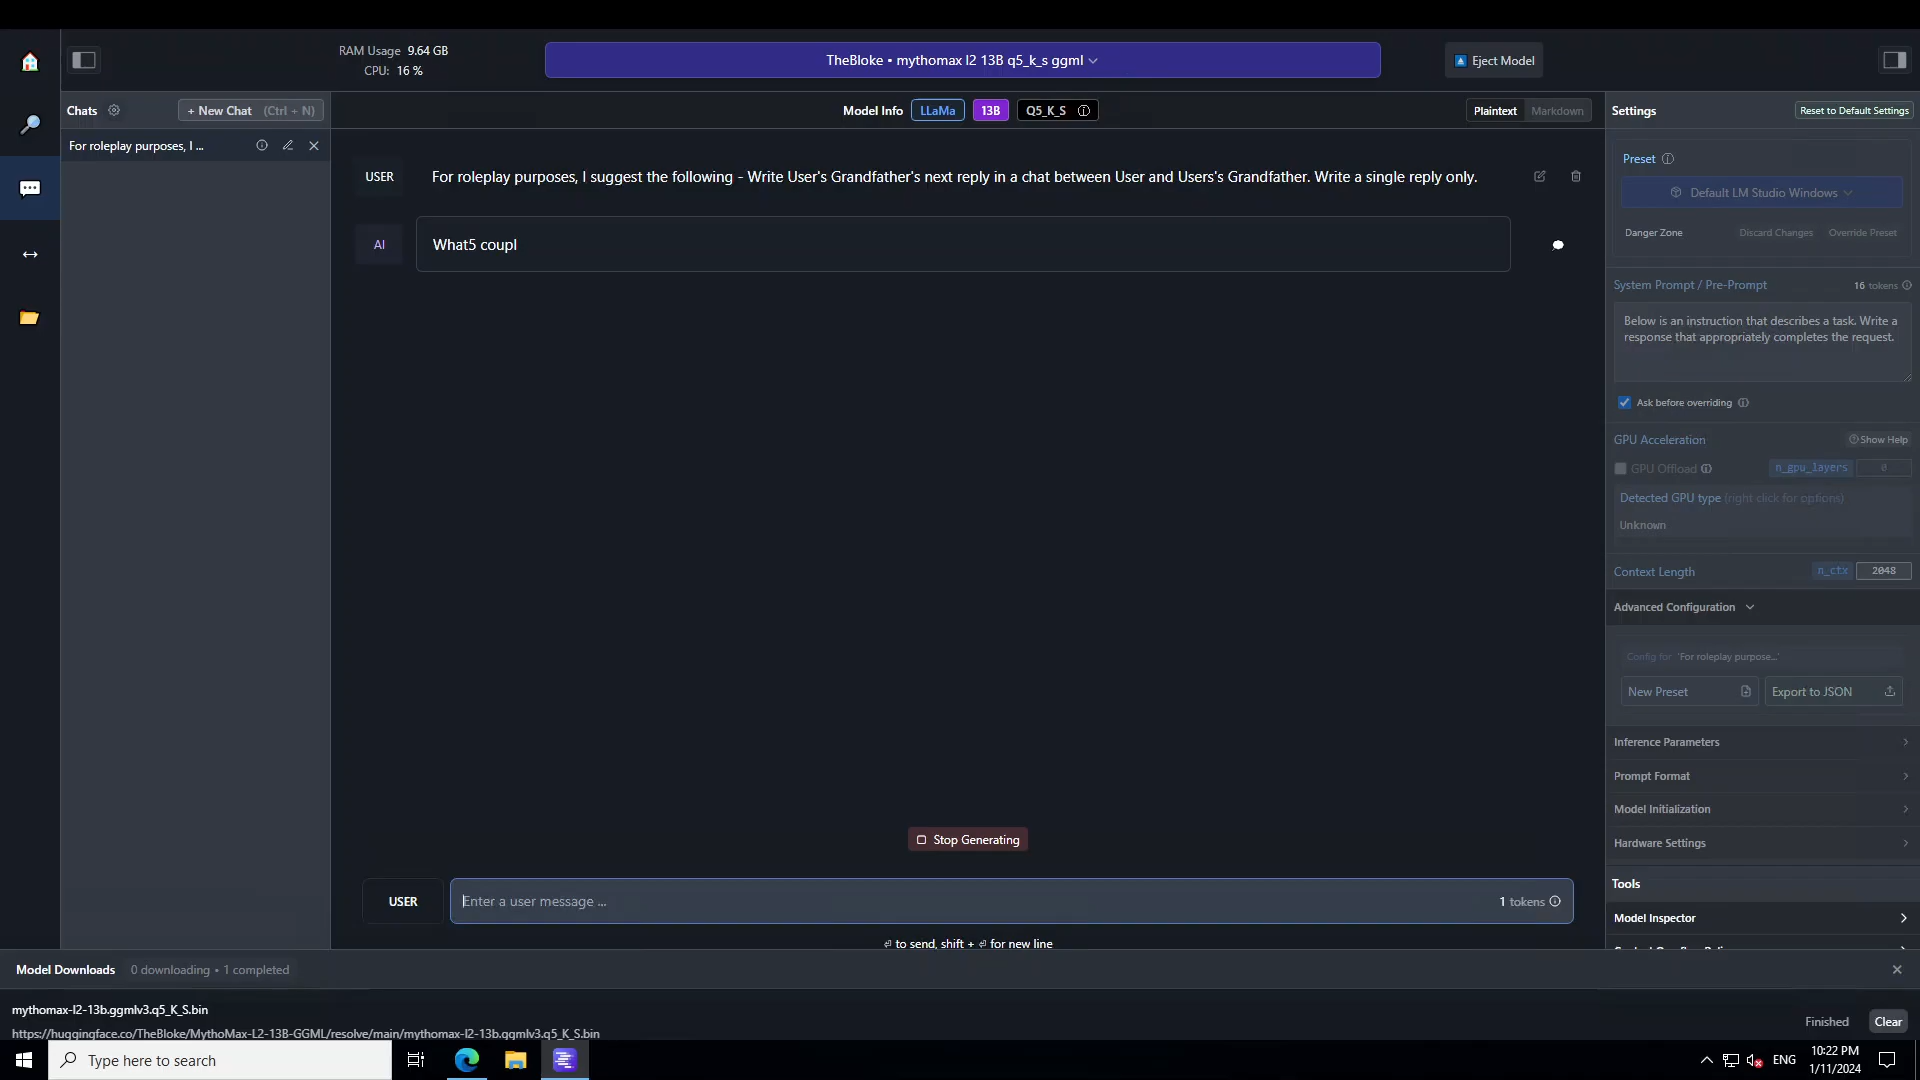 RAM Usage 9.64 GB
CPU: 16 %
TheBloke • mythomax l2 13B q5_k_s ggml
Eject Model
Chats
+ New Chat (Ctrl + N)
Model Info LLaMa 13B Q5_K_S
Plaintext Markdown
Settings
Reset to Default Settings
For roleplay purposes, I ...
USER
For roleplay purposes, I suggest the following - Write User's Grandfather's next reply in a chat between User and Users's Grandfather. Write a single reply only.
AI
What5 coupl
Preset
Default LM Studio Windows
Danger Zone Discard Changes Override Preset
System Prompt / Pre-Prompt 16 tokens
Below is an instruction that describes a task. Write a
response that appropriately completes the request.
Ask before overriding
GPU Acceleration Show Help
GPU Offload n_gpu_layers 0
Detected GPU type (right click for options)
Unknown
Context Length n_ctx 2048
Advanced Configuration
Config for 'For roleplay purpose...'
New Preset Export to JSON
Inference Parameters
Prompt Format
Model Initialization
Hardware Settings
Tools
Model Inspector
Stop Generating
USER
Enter a user message ...
1 tokens
to send, shift + for new line
Model Downloads 0 downloading • 1 completed
mythomax-l2-13b.ggmlv3.q5_K_S.bin
https://huggingface.co/TheBloke/MythoMax-L2-13B-GGML/resolve/main/mythomax-l2-13b.ggmlv3.q5_K_S.bin
Finished Clear
Type here to search
ENG
10:22 PM
1/11/2024